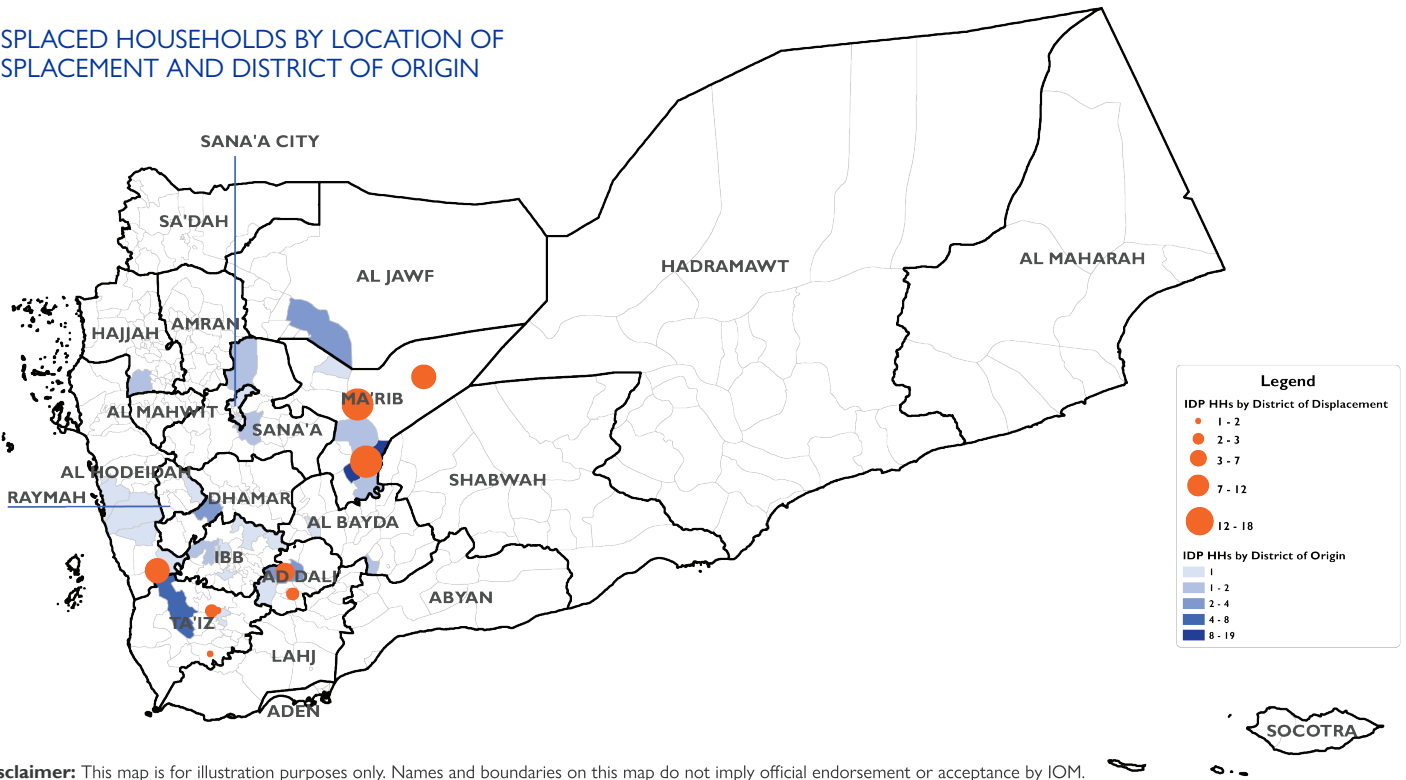 SPLACED HOUSEHOLDS BY LOCATION OF
SPLACEMENT AND DISTRICT OF ORIGIN
SANA'A CITY
SA'DAH
AL JAWF
HADRAMAWT
AL MAHARAH
HAJJAH
AMRAN
MA'RIB
AL MAHWIT
SANA'A
AL HODEIDAH
RAYMAH
DHAMAR
SHABWAH
AL BAYDA
IBB
AD DALI
ABYAN
TA'IZ
LAHJ
ADEN
SOCOTRA
Legend
IDP HHs by District of Displacement
1 - 2
2 - 3
3 - 7
7 - 12
12 - 18
IDP HHs by District of Origin
1
1 - 2
2 - 4
4 - 8
8 - 19
sclaimer: This map is for illustration purposes only. Names and boundaries on this map do not imply official endorsement or acceptance by IOM.